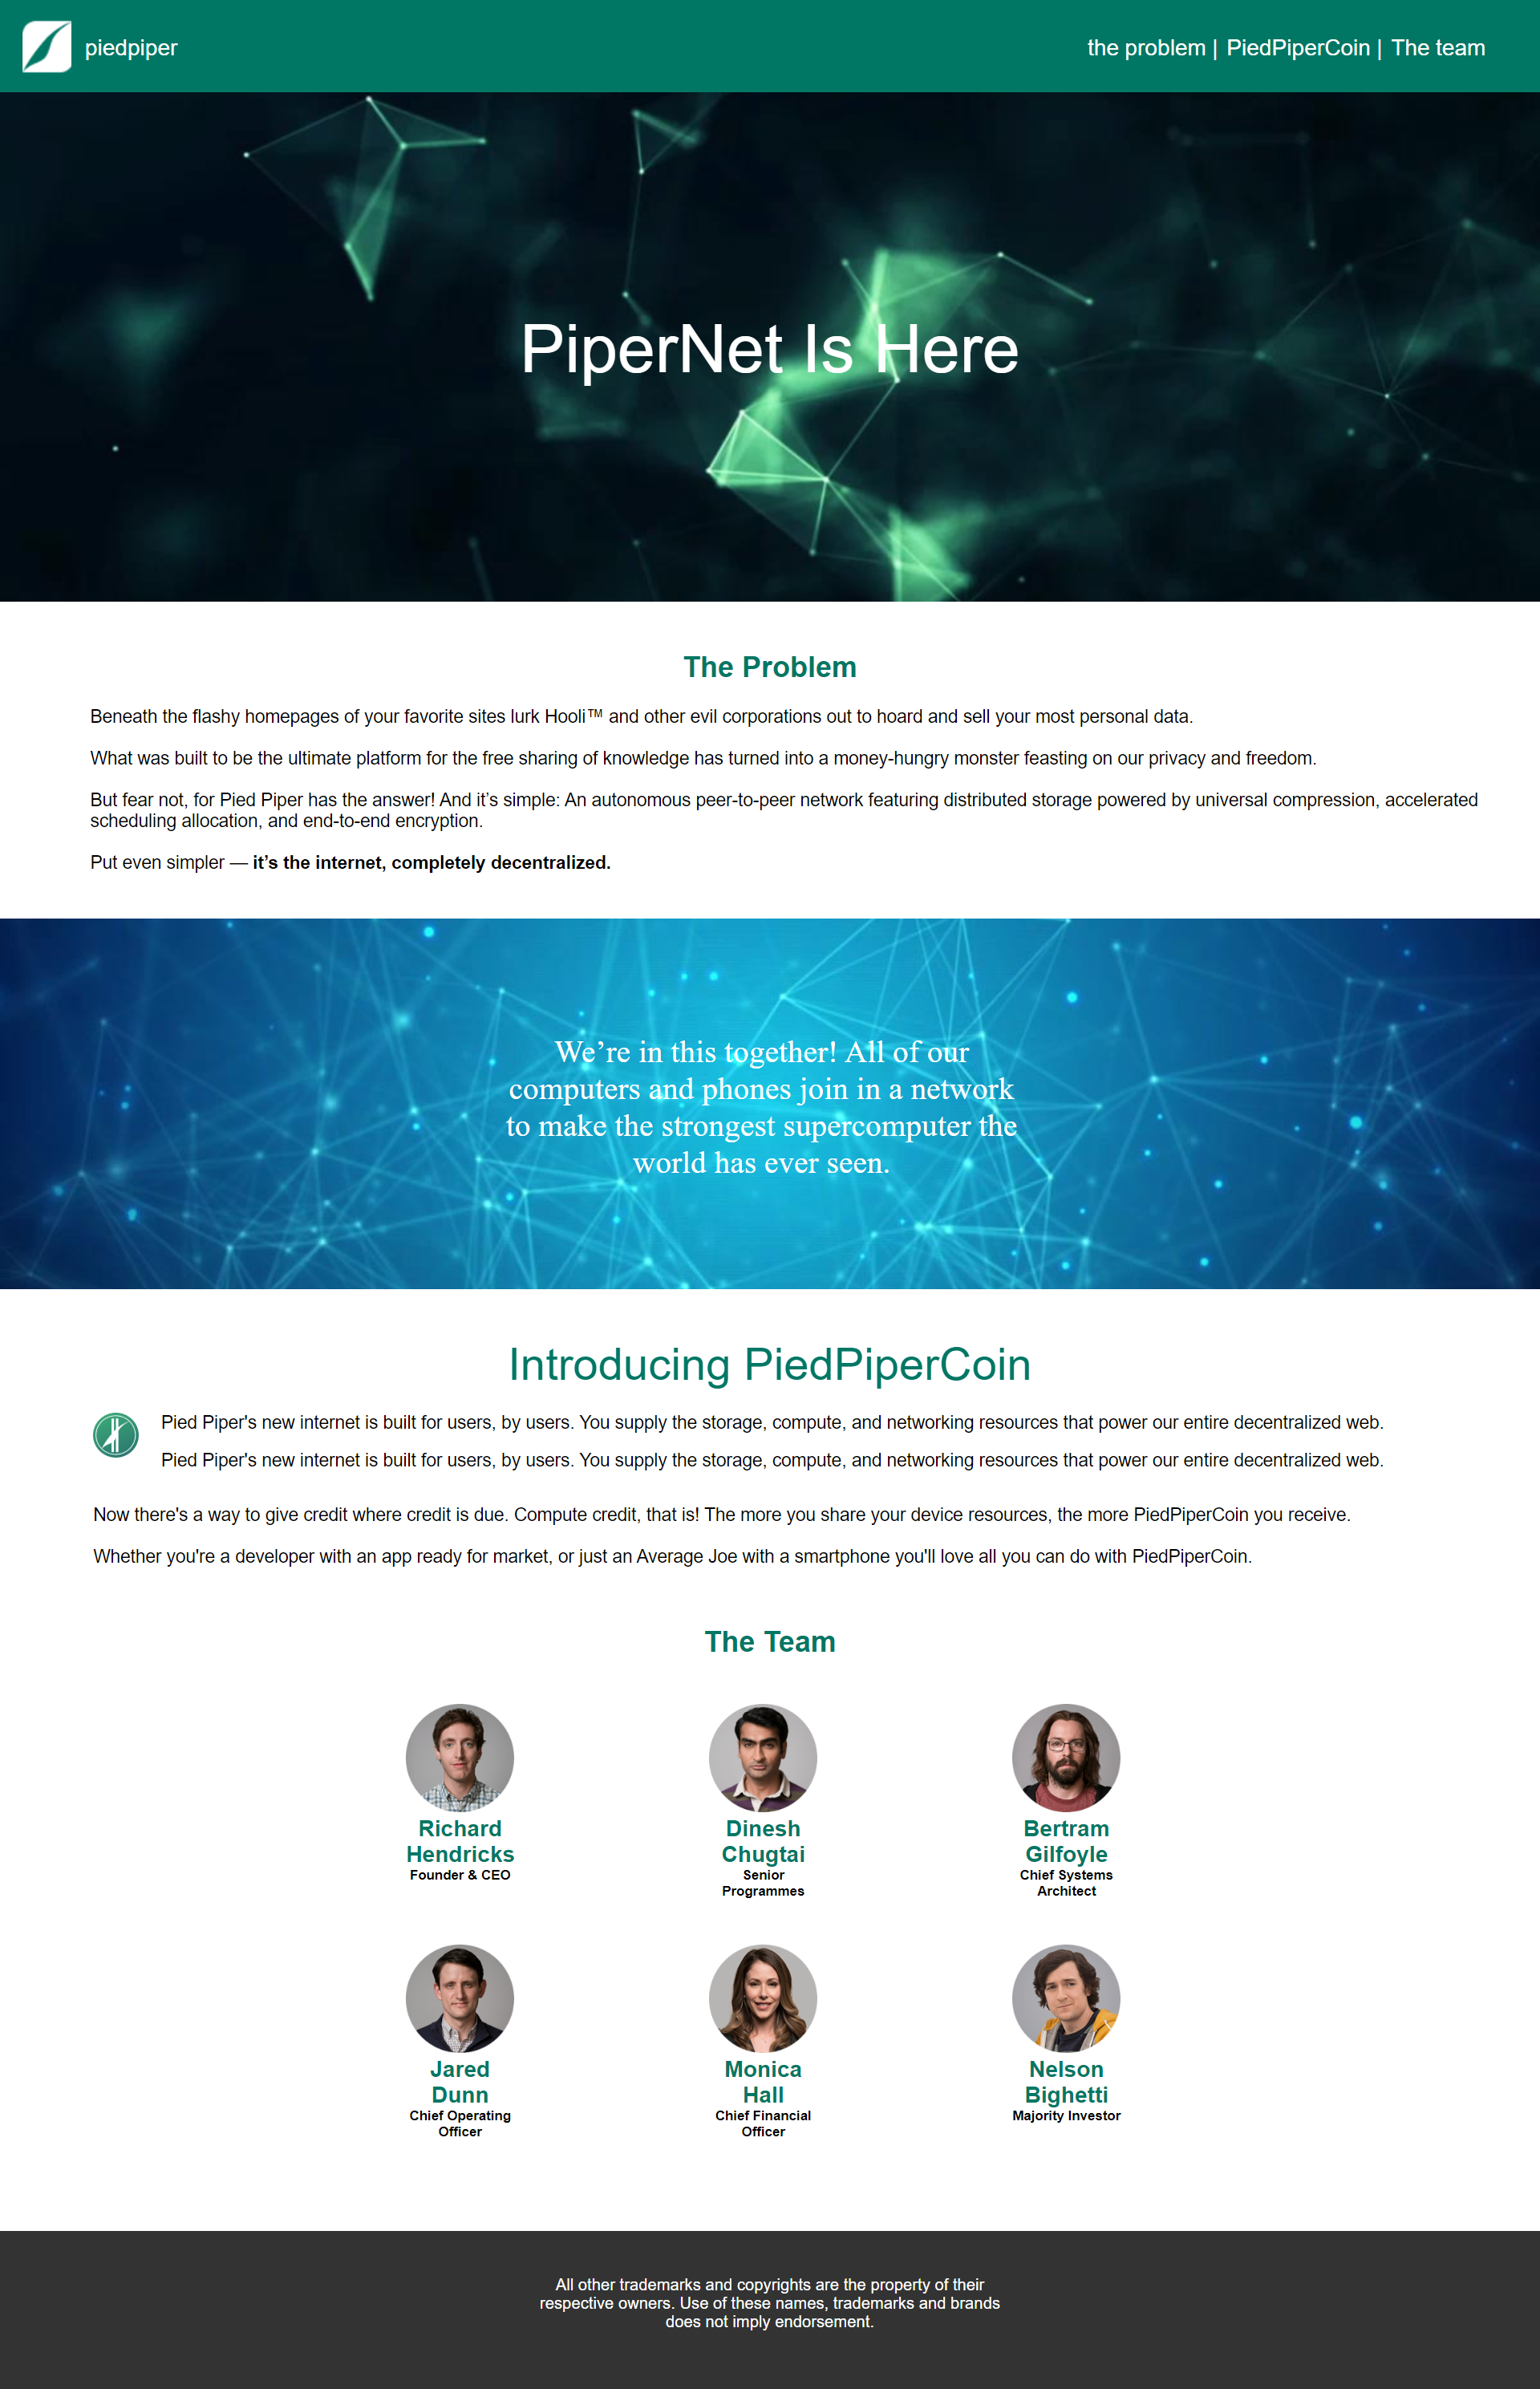 piedpiper
the problem | PiedPiperCoin | The team
PiperNet Is Here
The Problem
Beneath the flashy homepages of your favorite sites lurk Hooli™ and other evil corporations out to hoard and sell your most personal data.
What was built to be the ultimate platform for the free sharing of knowledge has turned into a money-hungry monster feasting on our privacy and freedom.
But fear not, for Pied Piper has the answer! And it’s simple: An autonomous peer-to-peer network featuring distributed storage powered by universal compression, accelerated
scheduling allocation, and end-to-end encryption.
Put even simpler — it’s the internet, completely decentralized.
We’re in this together! All of our
computers and phones join in a network
to make the strongest supercomputer the
world has ever seen.
Introducing PiedPiperCoin
Pied Piper's new internet is built for users, by users. You supply the storage, compute, and networking resources that power our entire decentralized web.
Pied Piper's new internet is built for users, by users. You supply the storage, compute, and networking resources that power our entire decentralized web.
Now there's a way to give credit where credit is due. Compute credit, that is! The more you share your device resources, the more PiedPiperCoin you receive.
Whether you're a developer with an app ready for market, or just an Average Joe with a smartphone you'll love all you can do with PiedPiperCoin.
The Team
Richard
Hendricks
Founder & CEO
Dinesh
Chugtai
Senior
Programmes
Bertram
Gilfoyle
Chief Systems
Architect
Jared
Dunn
Chief Operating
Officer
Monica
Hall
Chief Financial
Officer
Nelson
Bighetti
Majority Investor
All other trademarks and copyrights are the property of their
respective owners. Use of these names, trademarks and brands
does not imply endorsement.